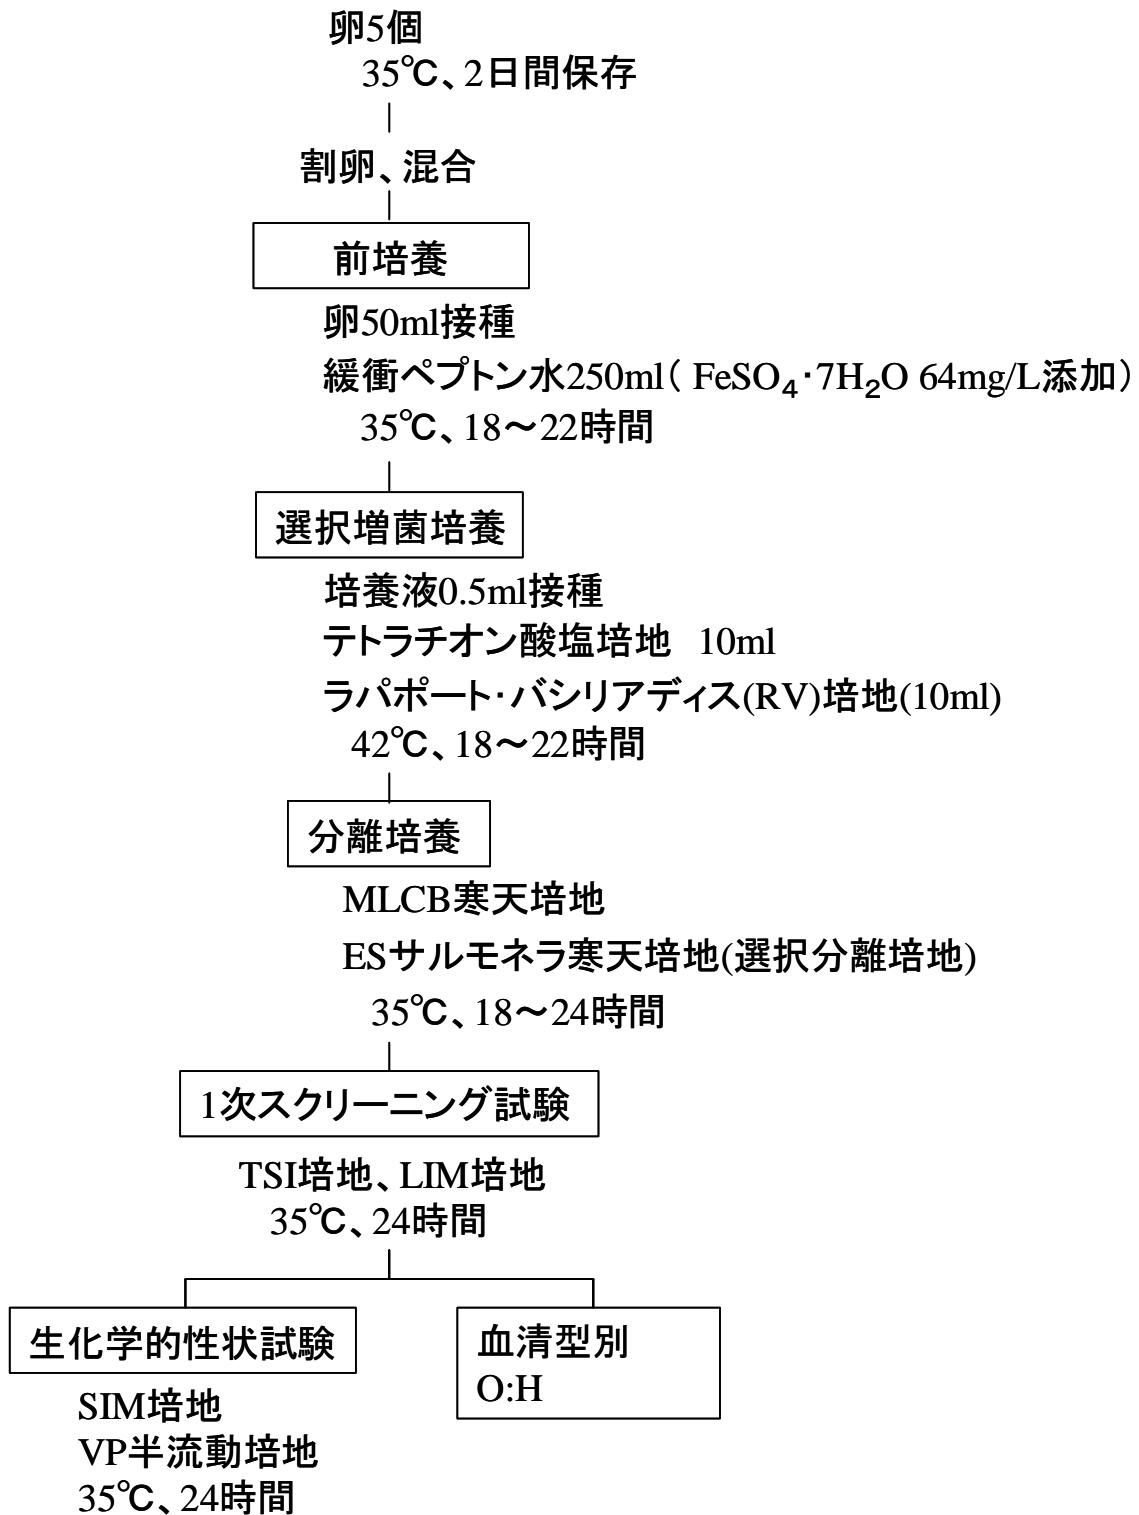 卵5個
35℃、2日間保存
割卵、混合
前培養
卵50ml接種
緩衝ペプトン水250ml( FeSO₄･7H₂O 64mg/L添加)
35℃、18～22時間
選択増菌培養
培養液0.5ml接種
テトラチオン酸塩培地 10ml
ラパポート･バシリアディス(RV)培地(10ml)
42℃、18～22時間
分離培養
MLCB寒天培地
ESサルモネラ寒天培地(選択分離培地)
35℃、18～24時間
1次スクリーニング試験
TSI培地、LIM培地
35℃、24時間
生化学的性状試験
SIM培地
VP半流動培地
35℃、24時間
血清型別
O:H